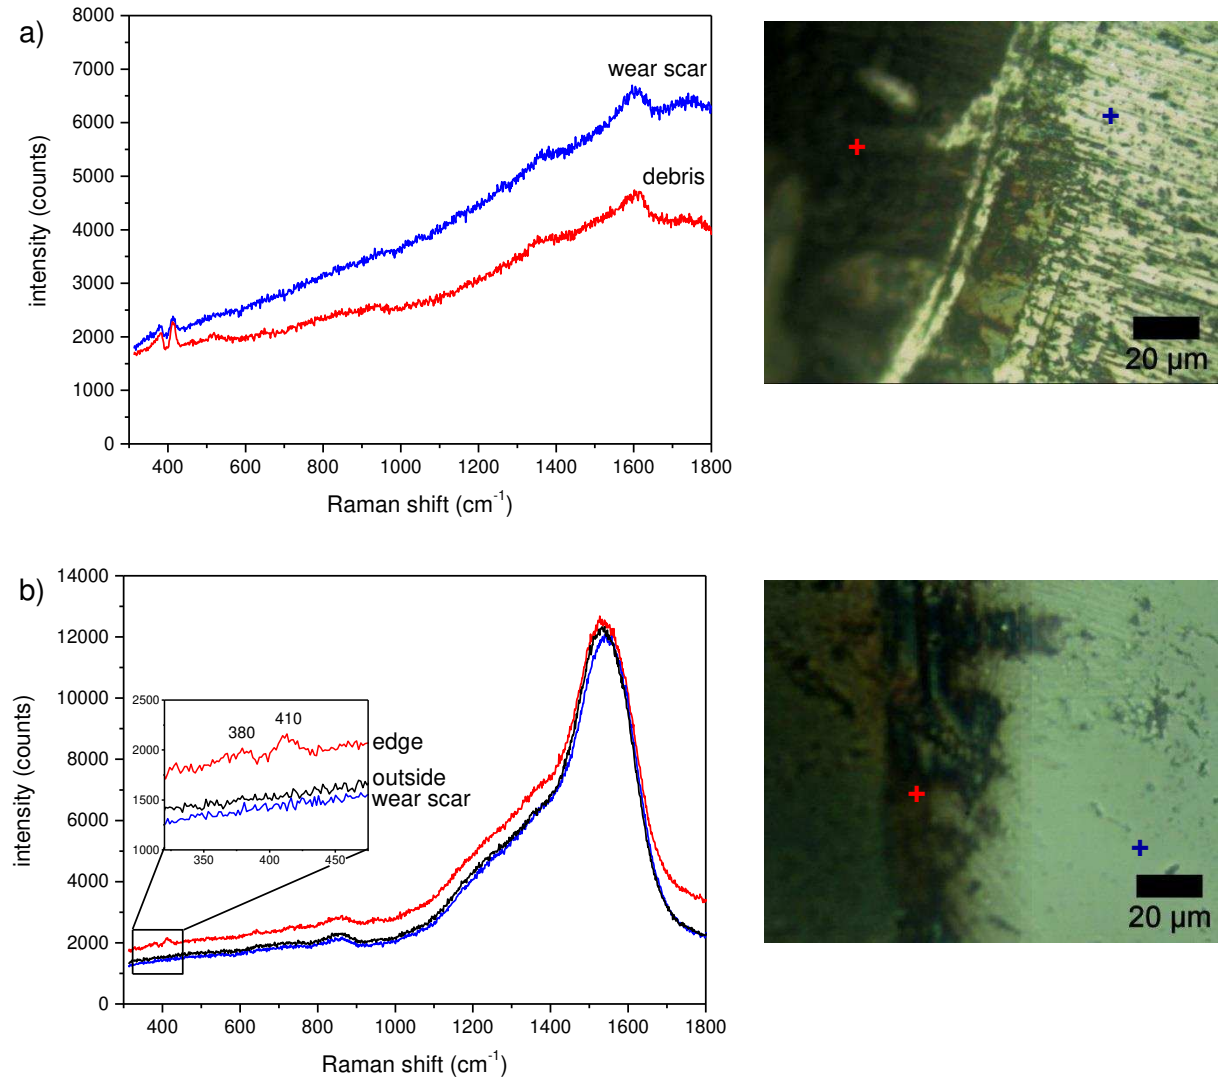 a)
8000
7000
6000
5000
4000
3000
2000
1000
0
intensity (counts)
wear scar
debris
400 600 800 1000 1200 1400 1600 1800
Raman shift (cm⁻¹)
20 µm
b)
14000
12000
10000
8000
6000
4000
2000
0
intensity (counts)
2500
2000
1500
1000
380
410
350 400 450
edge
outside
wear scar
400 600 800 1000 1200 1400 1600 1800
Raman shift (cm⁻¹)
20 µm